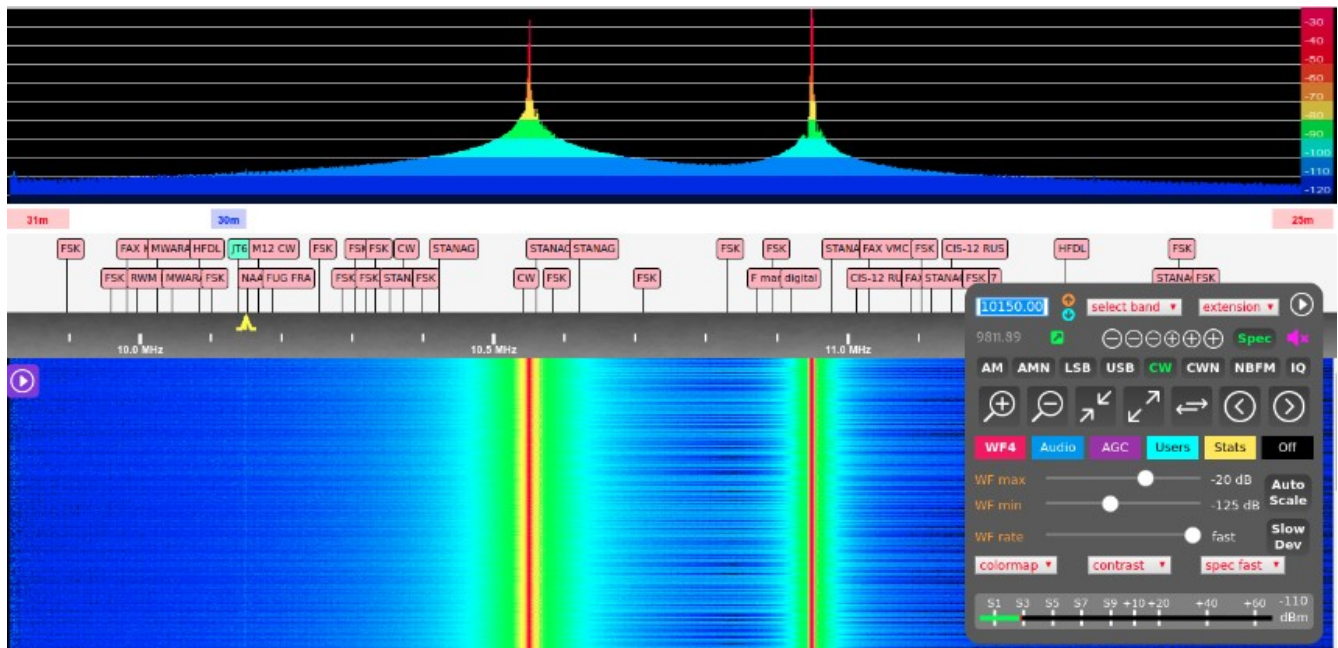 -30
-40
-50
-60
-70
-80
-90
-100
-110
-120
31m 30m 25m
FSK FAX MWARA HFDL JT6 M12 CW FSK FSK FSK CW STANAG STANAG STANAG FSK FSK STANA FAX VMC FSK CIS-12 RUS HFDL FSK
FSK RWM MWARA FSK NAA FUG FRA FSK FSK STAN FSK CW FSK FSK F mar digital CIS-12 RU FAX STANA FSK 7 STANA FSK
10.0 MHz 10.5 MHz 11.0 MHz
10150.00 select band extension
9811.89 Spec
AM AMN LSB USB CW CWN NBFM IQ
WF4 Audio AGC Users Stats Off
WF max -20 dB Auto Scale
WF min -125 dB
WF rate fast Slow Dev
colormap contrast spec fast
S1 S3 S5 S7 S9 +10 +20 +40 +60 -110 dBm